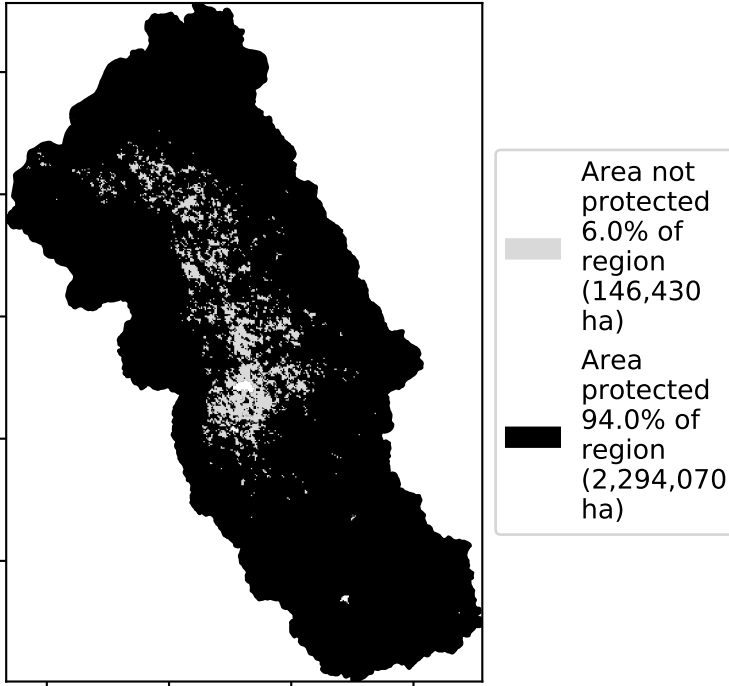 Area not
protected
6.0% of
region
(146,430
ha)
Area
protected
94.0% of
region
(2,294,070
ha)